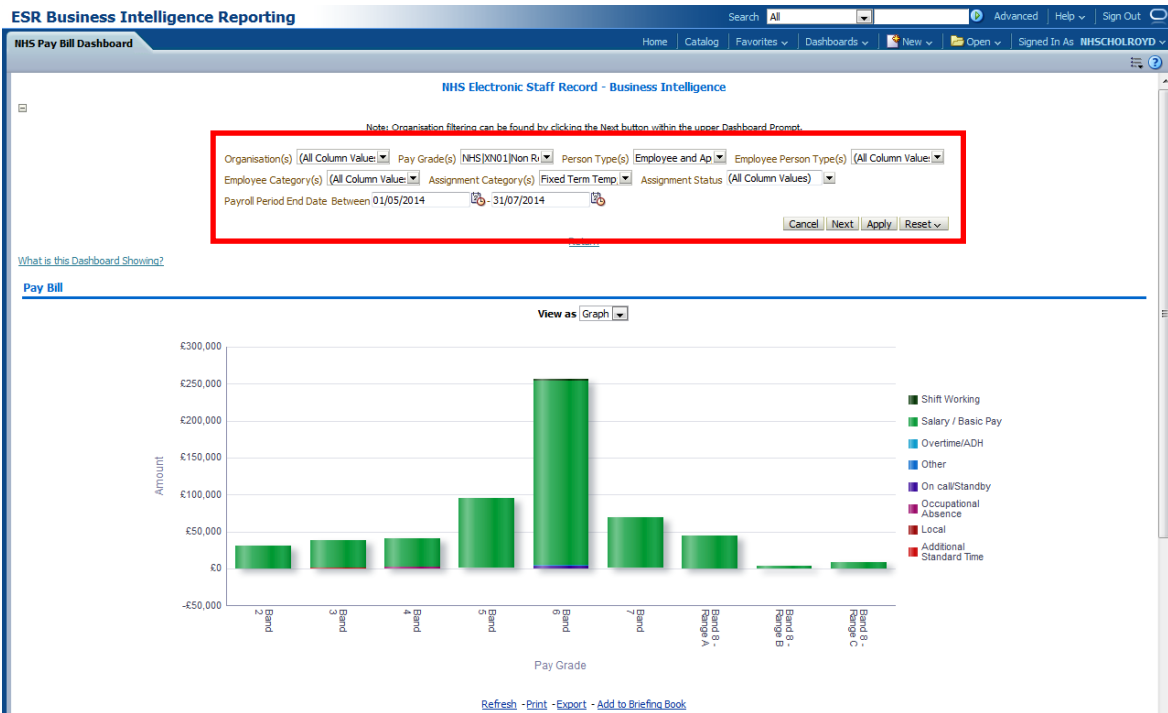 ESR Business Intelligence Reporting
Search All Advanced Help Sign Out
NHS Pay Bill Dashboard
Home Catalog Favorites Dashboards New Open Signed In As NHSCHOLROYD
NHS Electronic Staff Record - Business Intelligence
Note: Organisation filtering can be found by clicking the Next button within the upper Dashboard Prompt.
Organisation(s) (All Column Value: Pay Grade(s) NHS|XN01|Non R Person Type(s) Employee and Ap Employee Person Type(s) (All Column Value:
Employee Category(s) (All Column Value: Assignment Category(s) Fixed Term Temp, Assignment Status (All Column Values)
Payroll Period End Date Between 01/05/2014 - 31/07/2014
Cancel Next Apply Reset
Return
What is this Dashboard Showing?
Pay Bill
View as Graph
£300,000
£250,000
£200,000
£150,000
£100,000
£50,000
£0
-£50,000
Amount
Shift Working
Salary / Basic Pay
Overtime/ADH
Other
On call/Standby
Occupational
Absence
Local
Additional
Standard Time
Band
2
Band
3
Band
4
Band
5
Band
6
Band
7
Band 8 -
Range A
Band 8 -
Range B
Band 8 -
Range C
Pay Grade
Refresh - Print - Export - Add to Briefing Book